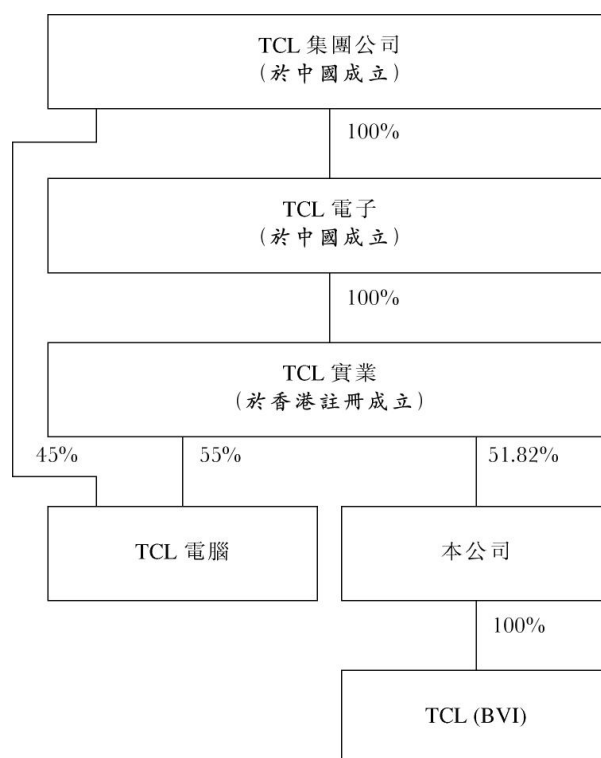 TCL 集團公司
(於中國成立)
100%
TCL 電子
(於中國成立)
100%
TCL 實業
(於香港註冊成立)
45%
55%
51.82%
TCL 電腦
本公司
100%
TCL (BVI)